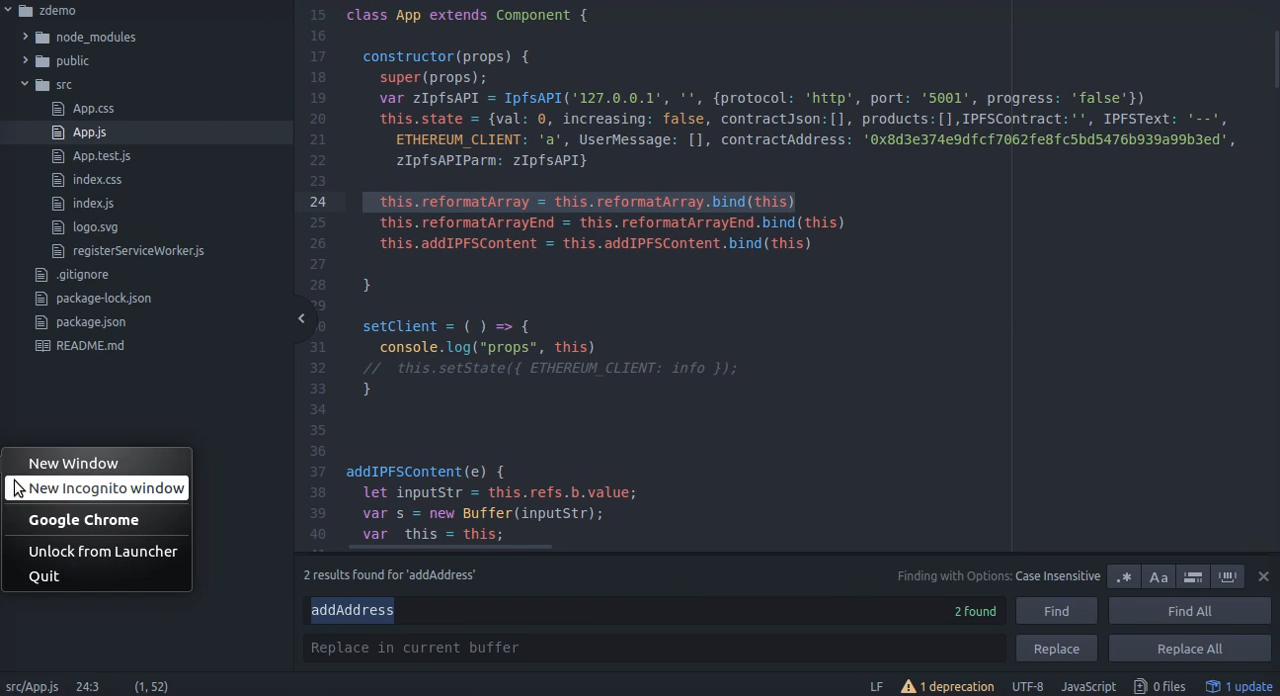 zdemo
node_modules
public
src
App.css
App.js
App.test.js
index.css
index.js
logo.svg
registerServiceWorker.js
.gitignore
package-lock.json
package.json
README.md
New Window
New Incognito window
Google Chrome
Unlock from Launcher
Quit
15 class App extends Component {
16
17 constructor(props) {
18 super(props);
19 var zIpfsAPI = IpfsAPI('127.0.0.1', '', {protocol: 'http', port: '5001', progress: 'false'})
20 this.state = {val: 0, increasing: false, contractJson:[], products:[],IPFSContract:'', IPFSText: '--',
21 ETHEREUM_CLIENT: 'a', UserMessage: [], contractAddress: '0x8d3e374e9dfcf7062fe8fc5bd5476b939a99b3ed',
22 zIpfsAPIParm: zIpfsAPI}
23
24 this.reformatArray = this.reformatArray.bind(this)
25 this.reformatArrayEnd = this.reformatArrayEnd.bind(this)
26 this.addIPFSContent = this.addIPFSContent.bind(this)
27
28 }
29
0 setClient = ( ) => {
31 console.log("props", this)
32 // this.setState({ ETHEREUM_CLIENT: info });
33 }
34
35
36
37 addIPFSContent(e) {
38 let inputStr = this.refs.b.value;
39 var s = new Buffer(inputStr);
40 var this = this;
2 results found for 'addAddress'
Finding with Options: Case Insensitive
.* Aa
addAddress
2 found
Find
Find All
Replace in current buffer
Replace
Replace All
src/App.js 24:3 (1, 52)
LF 1 deprecation UTF-8 JavaScript 0 files 1 update